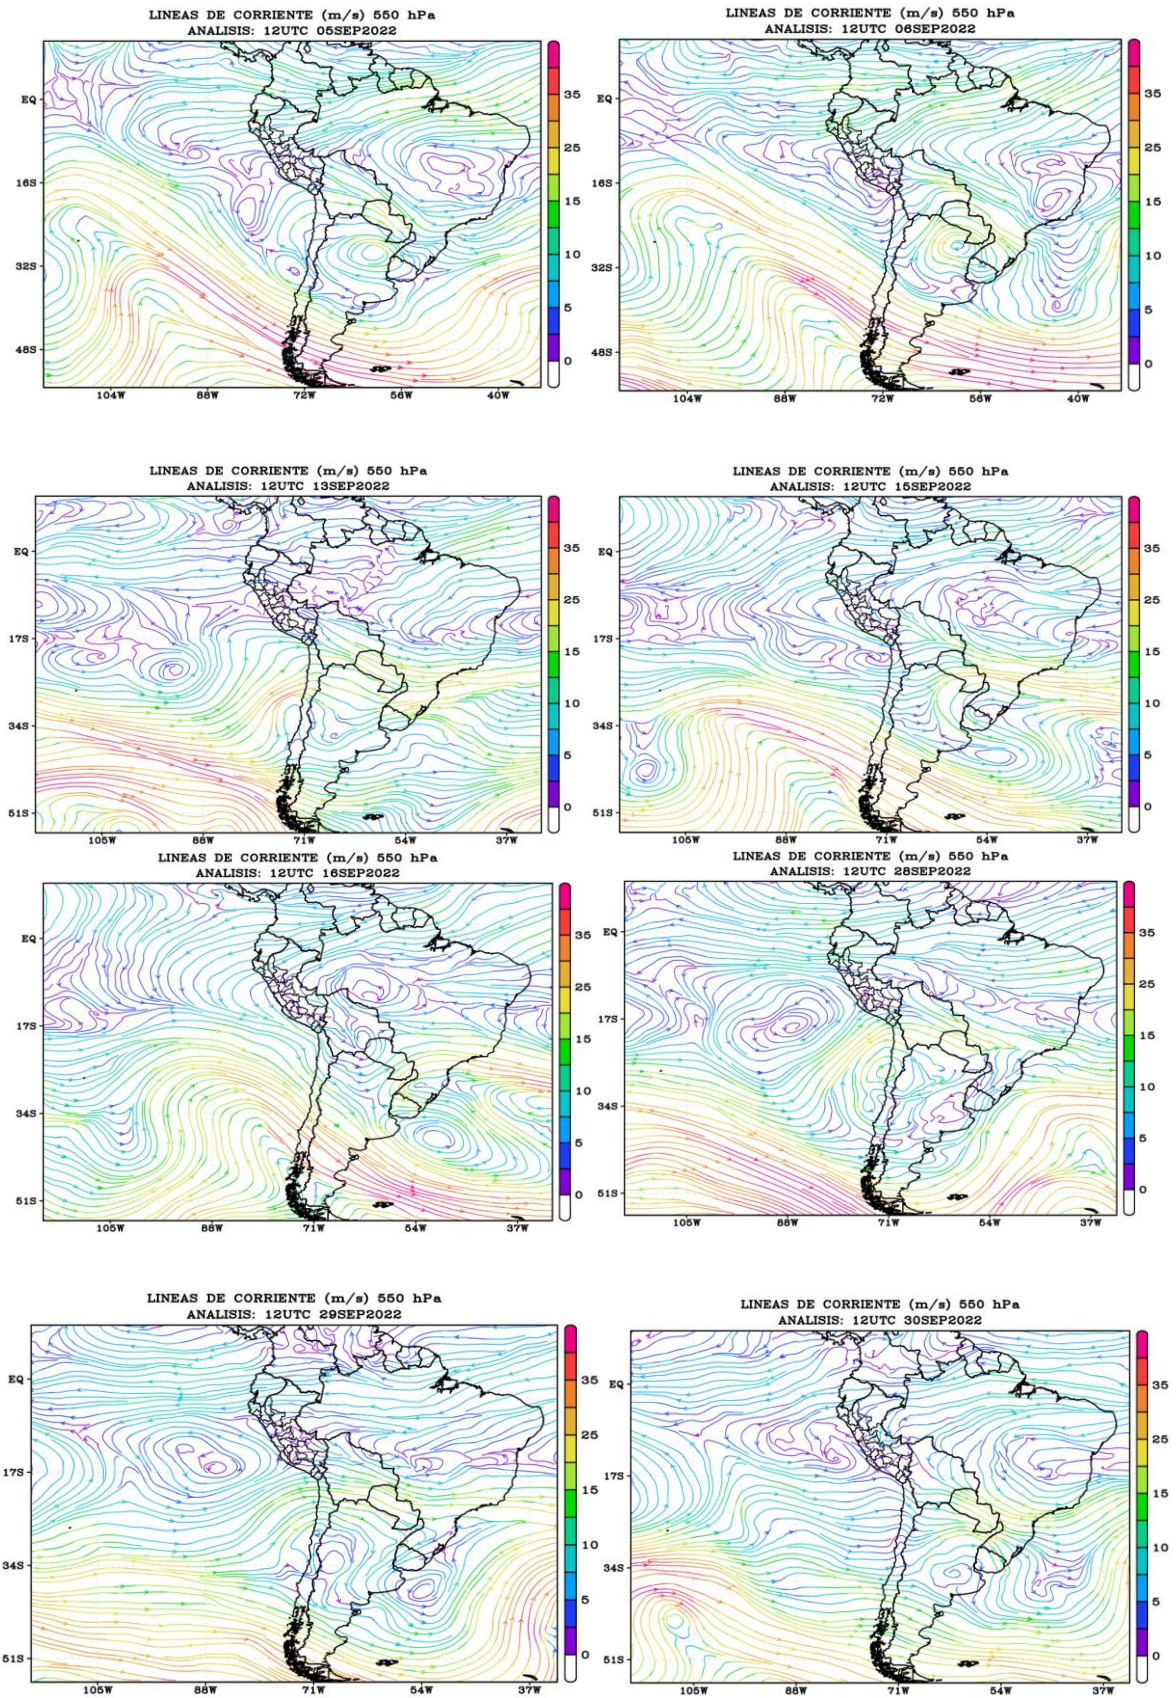 LINEAS DE CORRIENTE (m/s) 550 hPa
ANALISIS: 12UTC 05SEP2022
EQ
16S
32S
48S
104W 88W 72W 56W 40W
35
25
15
10
5
0
LINEAS DE CORRIENTE (m/s) 550 hPa
ANALISIS: 12UTC 06SEP2022
EQ
16S
32S
48S
104W 88W 72W 56W 40W
35
25
15
10
5
0
LINEAS DE CORRIENTE (m/s) 550 hPa
ANALISIS: 12UTC 13SEP2022
EQ
17S
34S
51S
105W 88W 71W 54W 37W
35
25
15
10
5
0
LINEAS DE CORRIENTE (m/s) 550 hPa
ANALISIS: 12UTC 15SEP2022
EQ
17S
34S
51S
105W 88W 71W 54W 37W
35
25
15
10
5
0
LINEAS DE CORRIENTE (m/s) 550 hPa
ANALISIS: 12UTC 16SEP2022
EQ
17S
34S
51S
105W 88W 71W 54W 37W
35
25
15
10
5
0
LINEAS DE CORRIENTE (m/s) 550 hPa
ANALISIS: 12UTC 28SEP2022
EQ
17S
34S
51S
105W 88W 71W 54W 37W
35
25
15
10
5
0
LINEAS DE CORRIENTE (m/s) 550 hPa
ANALISIS: 12UTC 29SEP2022
EQ
17S
34S
51S
105W 88W 71W 54W 37W
35
25
15
10
5
0
LINEAS DE CORRIENTE (m/s) 550 hPa
ANALISIS: 12UTC 30SEP2022
EQ
17S
34S
51S
105W 88W 71W 54W 37W
35
25
15
10
5
0